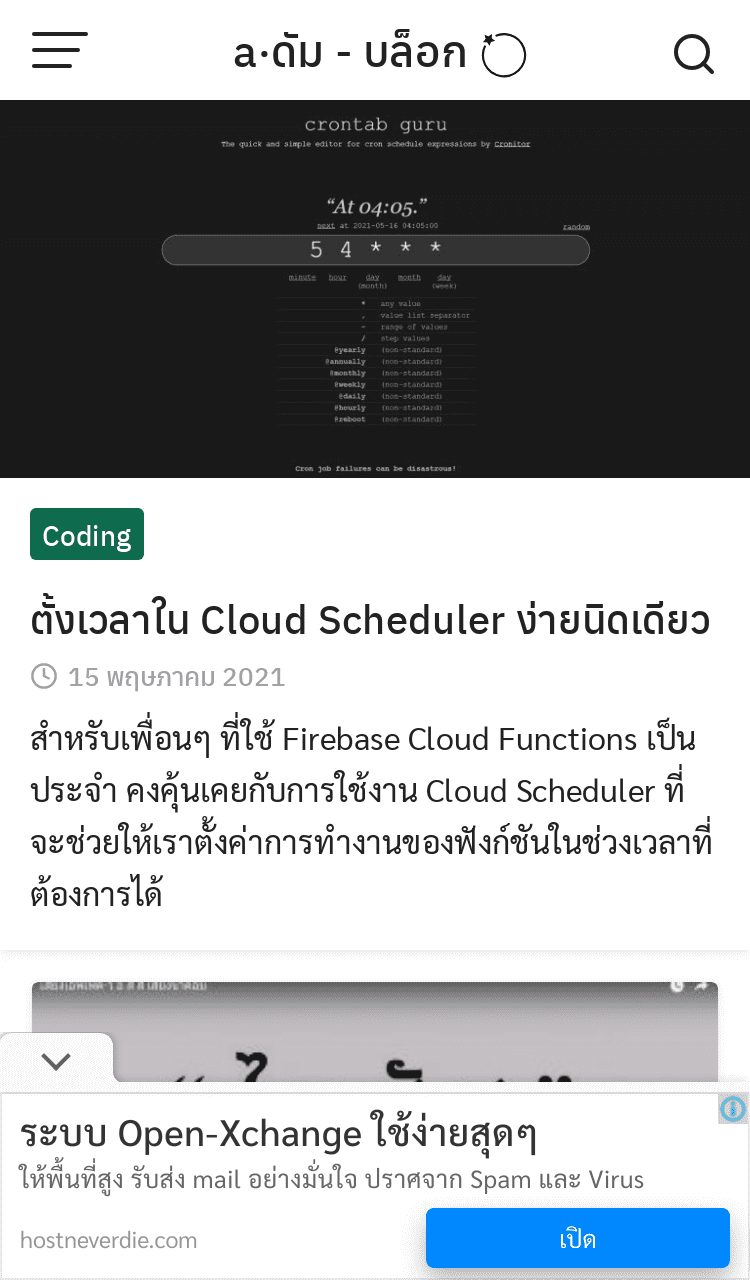 a·ดัม - บล็อก
crontab guru
The quick and simple editor for cron schedule expressions by Cronitor
“At 04:05.”
next at 2021-05-16 04:05:00
random
5 4 * * *
minute hour day (month) month day (week)
* any value
, value list separator
- range of values
/ step values
@yearly (non-standard)
@annually (non-standard)
@monthly (non-standard)
@weekly (non-standard)
@daily (non-standard)
@hourly (non-standard)
@reboot (non-standard)
Cron job failures can be disastrous!
Coding
ตั้งเวลาใน Cloud Scheduler ง่ายนิดเดียว
15 พฤษภาคม 2021
สำหรับเพื่อนๆ ที่ใช้ Firebase Cloud Functions เป็น
ประจำ คงคุ้นเคยกับการใช้งาน Cloud Scheduler ที่
จะช่วยให้เราตั้งค่าการทำงานของฟังก์ชันในช่วงเวลาที่
ต้องการได้
ระบบ Open-Xchange ใช้ง่ายสุดๆ
ให้พื้นที่สูง รับส่ง mail อย่างมั่นใจ ปราศจาก Spam และ Virus
hostneverdie.com
เปิด